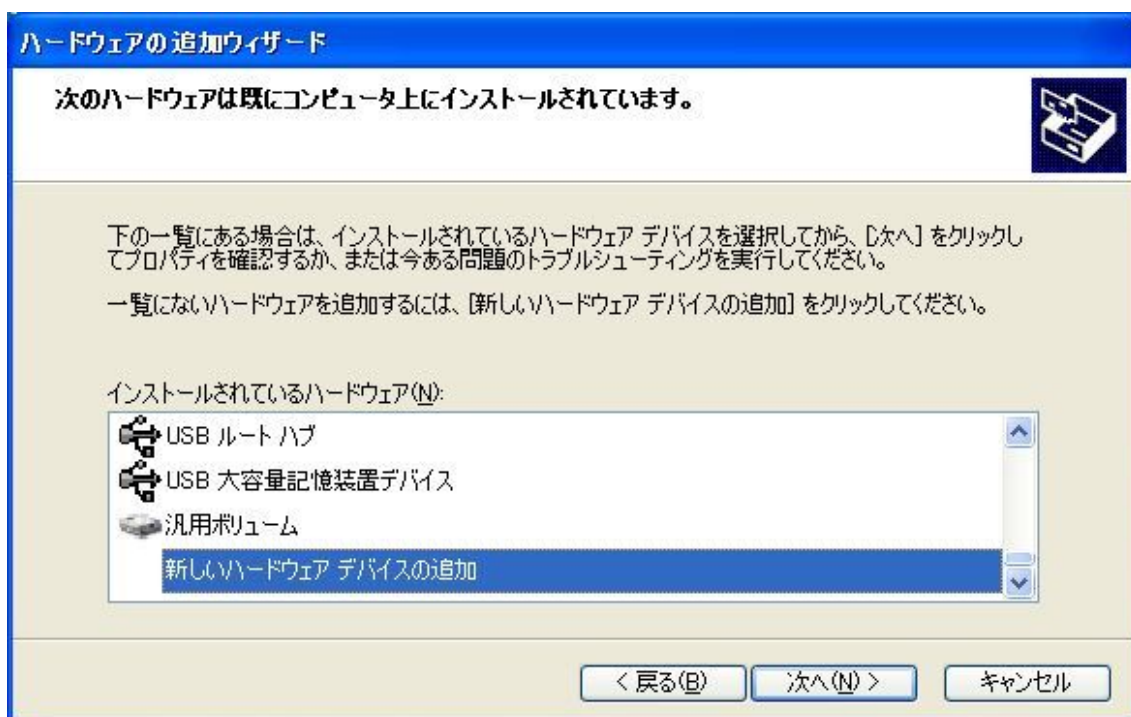 ハードウェアの追加ウィザード
次のハードウェアは既にコンピュータ上にインストールされています。
下の一覧にある場合は、インストールされているハードウェア デバイスを選択してから、[次へ] をクリックし
てプロパティを確認するか、または今ある問題のトラブルシューティングを実行してください。
一覧にないハードウェアを追加するには、[新しいハードウェア デバイスの追加] をクリックしてください。
インストールされているハードウェア(N):
USB ルート ハブ
USB 大容量記憶装置デバイス
汎用ボリューム
新しいハードウェア デバイスの追加
< 戻る(B) 次へ(N) > キャンセル